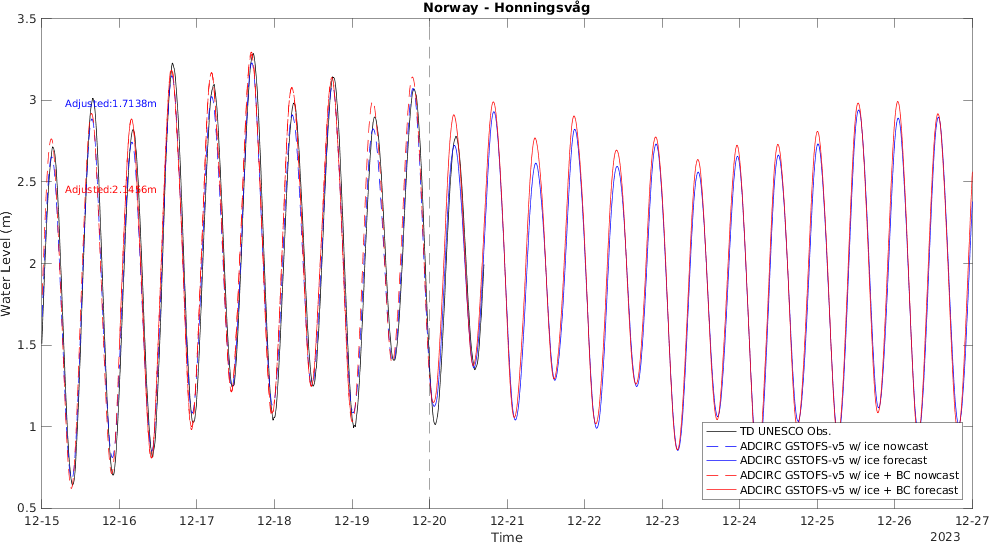 Norway - Honningsvåg
3.5
3
2.5
2
1.5
1
0.5
Water Level (m)
Adjusted:1.7138m
Adjusted:2.1456m
TD UNESCO Obs.
ADCIRC GSTOFS-v5 w/ ice nowcast
ADCIRC GSTOFS-v5 w/ ice forecast
ADCIRC GSTOFS-v5 w/ ice + BC nowcast
ADCIRC GSTOFS-v5 w/ ice + BC forecast
12-15 12-16 12-17 12-18 12-19 12-20 12-21 12-22 12-23 12-24 12-25 12-26 12-27
Time
2023